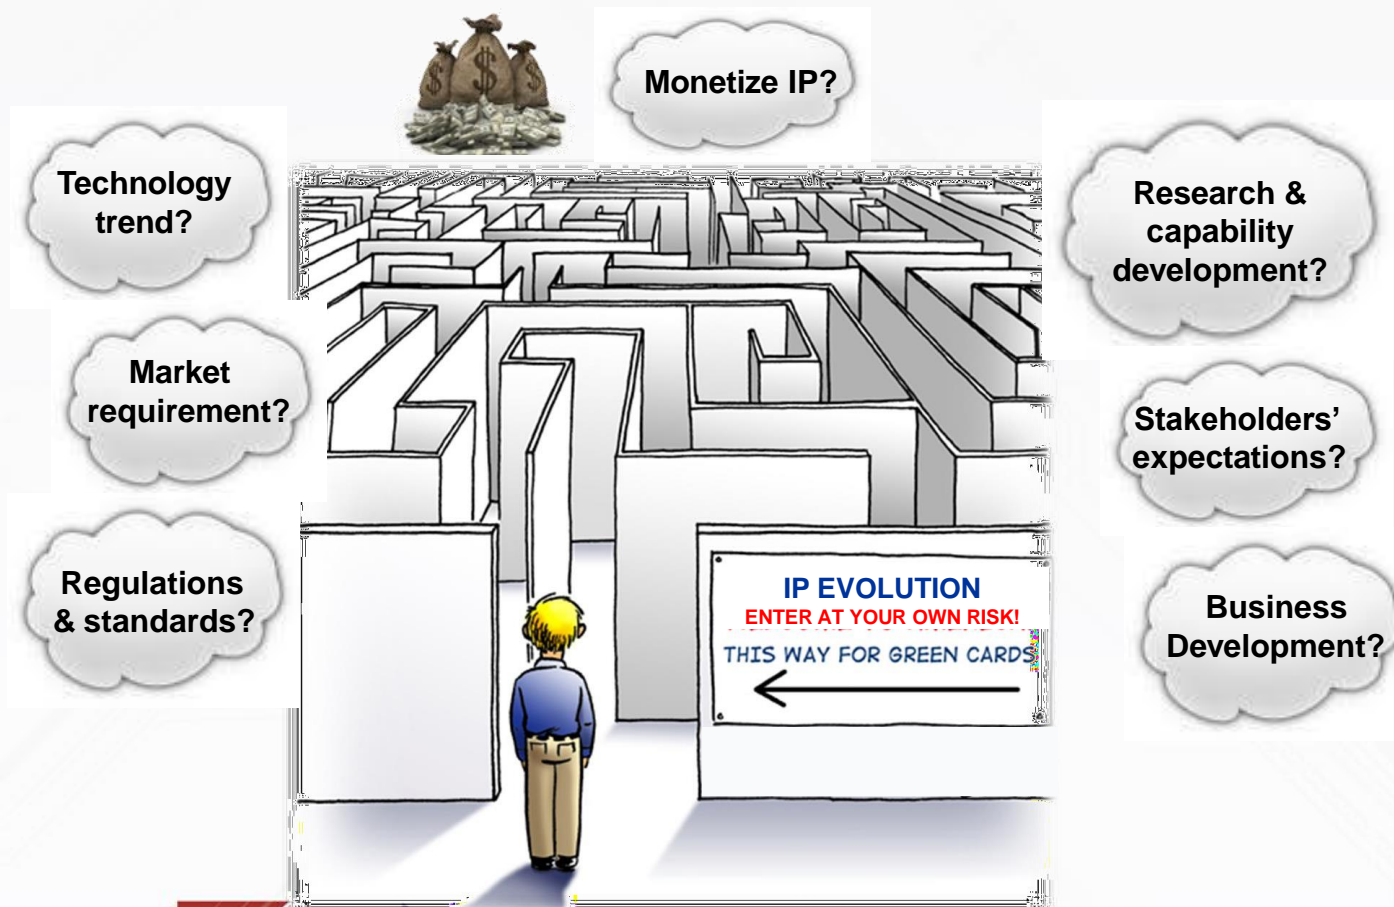 Monetize IP?
Technology
trend?
Market
requirement?
Regulations
& standards?
Research &
capability
development?
Stakeholders’
expectations?
Business
Development?
IP EVOLUTION
ENTER AT YOUR OWN RISK!
THIS WAY FOR GREEN CARDS
$
$
$